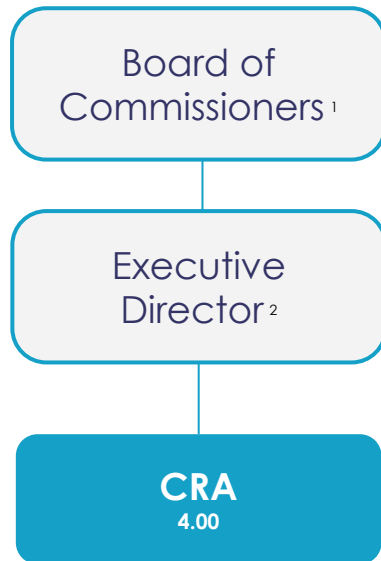 Board of
Commissioners 1
Executive
Director 2
CRA
4.00